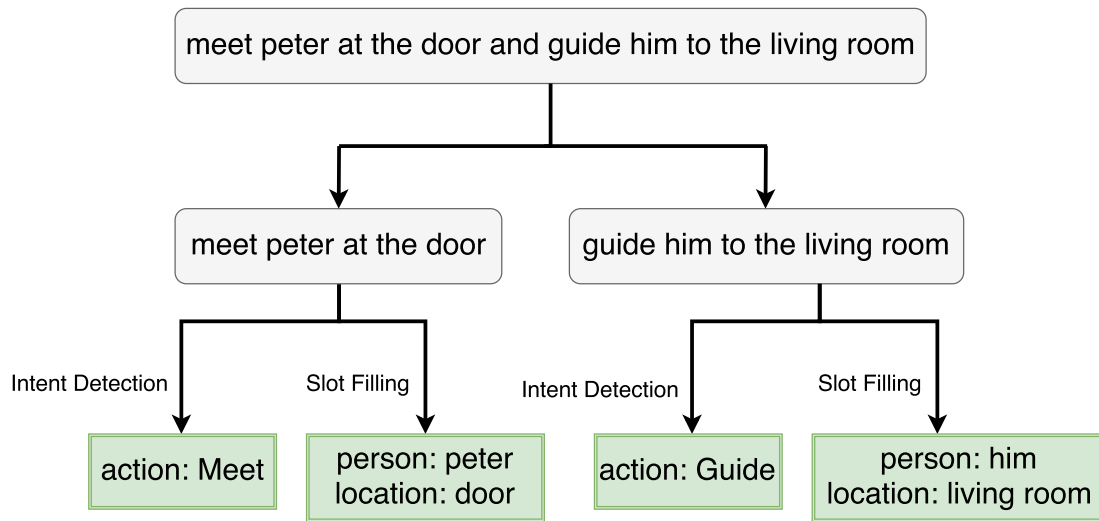 meet peter at the door and guide him to the living room
meet peter at the door
guide him to the living room
Intent Detection
Slot Filling
Intent Detection
Slot Filling
action: Meet
person: peter
location: door
action: Guide
person: him
location: living room